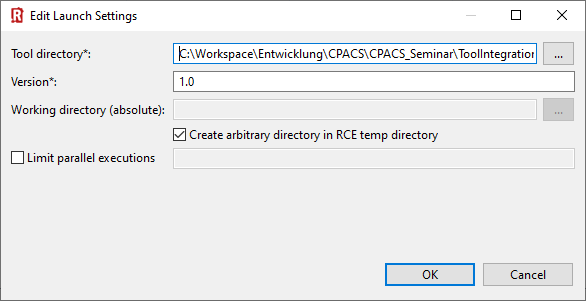 Edit Launch Settings
Tool directory*: C:\Workspace\Entwicklung\CPACS\CPACS_Seminar\ToolIntegration ...
Version*: 1.0
Working directory (absolute): ...
Create arbitrary directory in RCE temp directory
Limit parallel executions
OK Cancel